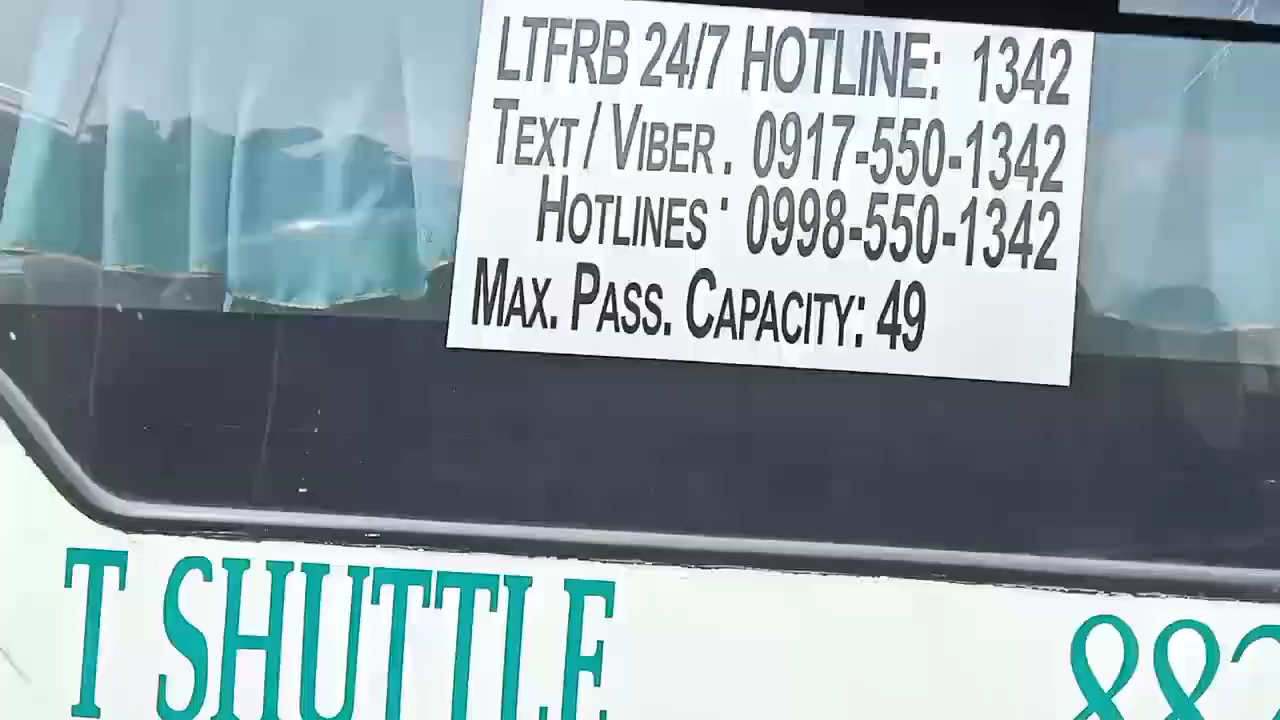 LTFRB 24/7 HOTLINE: 1342
TEXT / VIBER . 0917-550-1342
HOTLINES · 0998-550-1342
MAX. PASS. CAPACITY: 49
T SHUTTLE
882